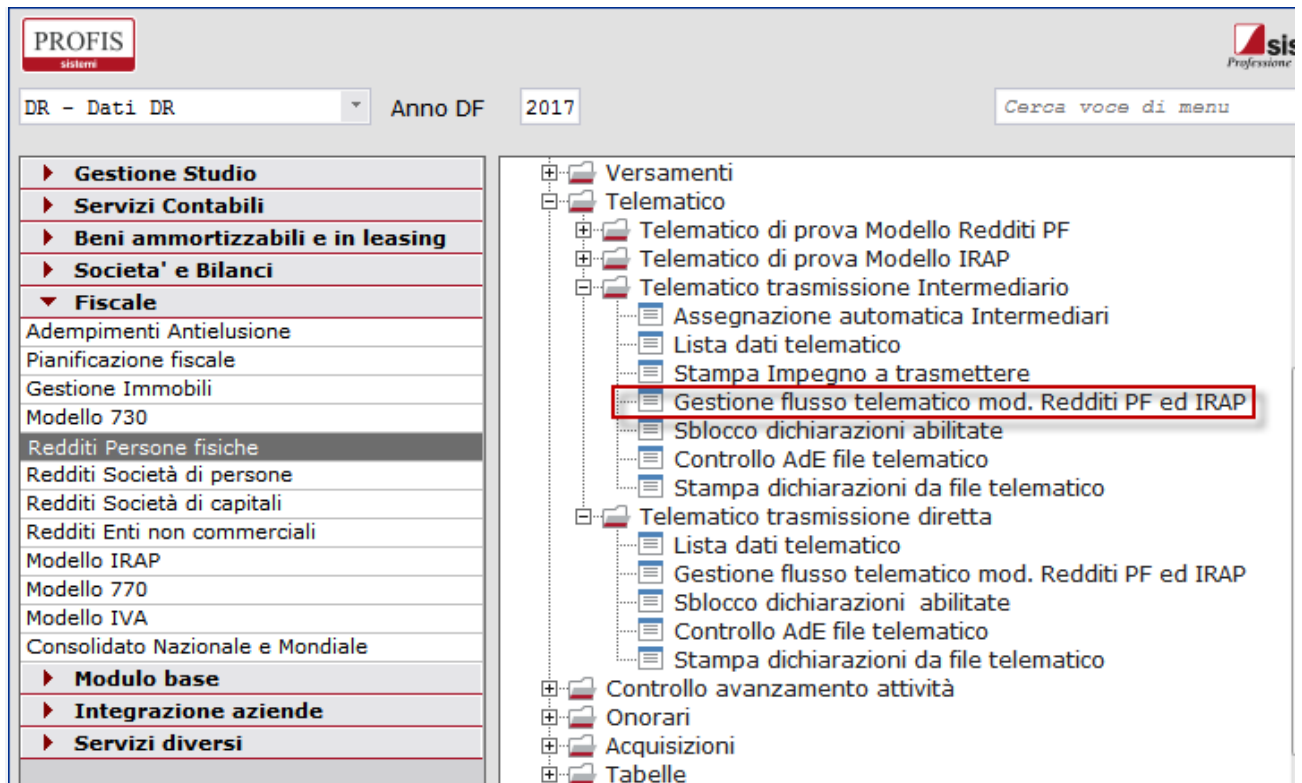 PROFIS
sistemi
sis
Professione
DR - Dati DR
Anno DF
2017
Cerca voce di menu
Gestione Studio
Servizi Contabili
Beni ammortizzabili e in leasing
Societa' e Bilanci
Fiscale
Adempimenti Antielusione
Pianificazione fiscale
Gestione Immobili
Modello 730
Redditi Persone fisiche
Redditi Società di persone
Redditi Società di capitali
Redditi Enti non commerciali
Modello IRAP
Modello 770
Modello IVA
Consolidato Nazionale e Mondiale
Modulo base
Integrazione aziende
Servizi diversi
Versamenti
Telematico
Telematico di prova Modello Redditi PF
Telematico di prova Modello IRAP
Telematico trasmissione Intermediario
Assegnazione automatica Intermediari
Lista dati telematico
Stampa Impegno a trasmettere
Gestione flusso telematico mod. Redditi PF ed IRAP
Sblocco dichiarazioni abilitate
Controllo AdE file telematico
Stampa dichiarazioni da file telematico
Telematico trasmissione diretta
Lista dati telematico
Gestione flusso telematico mod. Redditi PF ed IRAP
Sblocco dichiarazioni  abilitate
Controllo AdE file telematico
Stampa dichiarazioni da file telematico
Controllo avanzamento attività
Onorari
Acquisizioni
Tabelle